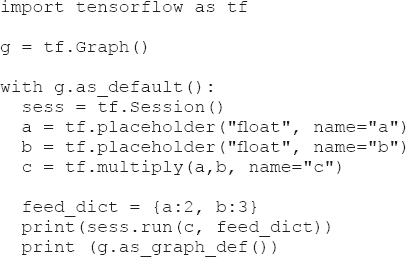 import tensorflow as tf
g = tf.Graph()
with g.as_default():
sess = tf.Session()
a = tf.placeholder("float", name="a")
b = tf.placeholder("float", name="b")
c = tf.multiply(a,b, name="c")
feed_dict = {a:2, b:3}
print(sess.run(c, feed_dict))
print (g.as_graph_def())